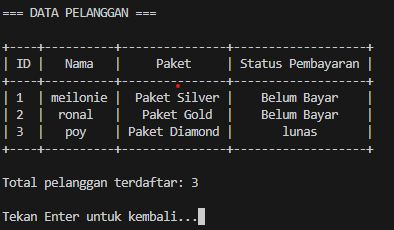 === DATA PELANGGAN ===
+----+----------+----------------+-------------------+
| ID | Nama | Paket | Status Pembayaran |
+----+----------+----------------+-------------------+
| 1 | meilonie | Paket Silver | Belum Bayar |
| 2 | ronal | Paket Gold | Belum Bayar |
| 3 | poy | Paket Diamond | lunas |
+----+----------+----------------+-------------------+
Total pelanggan terdaftar: 3
Tekan Enter untuk kembali...